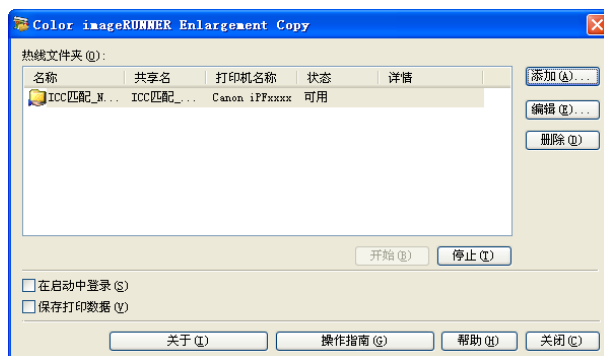 Color imageRUNNER Enlargement Copy
热线文件夹(O):
名称 共享名 打印机名称 状态 详情
ICC匹配_N... ICC匹配_... Canon iPFxxxx 可用
添加(A)...
编辑(E)...
删除(D)
开始(B) 停止(T)
在启动中登录(S)
保存打印数据(V)
关于(I) 操作指南(G) 帮助(H) 关闭(C)